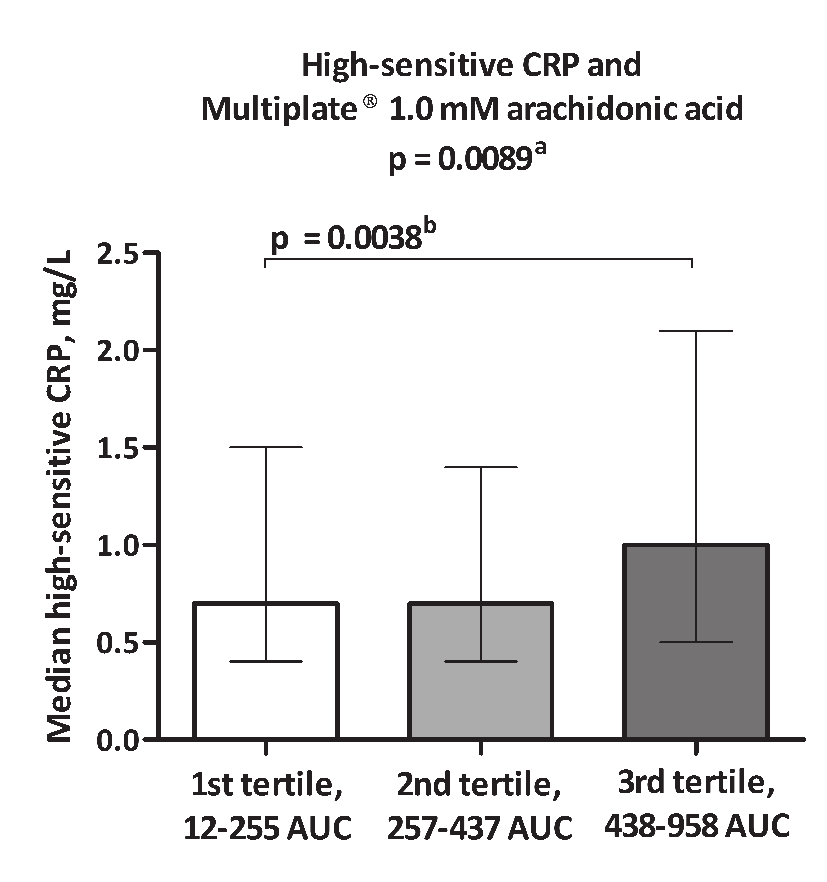 High-sensitive CRP and
Multiplate® 1.0 mM arachidonic acid
p = 0.0089a
p = 0.0038b
Median high-sensitive CRP, mg/L
2.5
2.0
1.5
1.0
0.5
0.0
1st tertile,
12-255 AUC
2nd tertile,
257-437 AUC
3rd tertile,
438-958 AUC